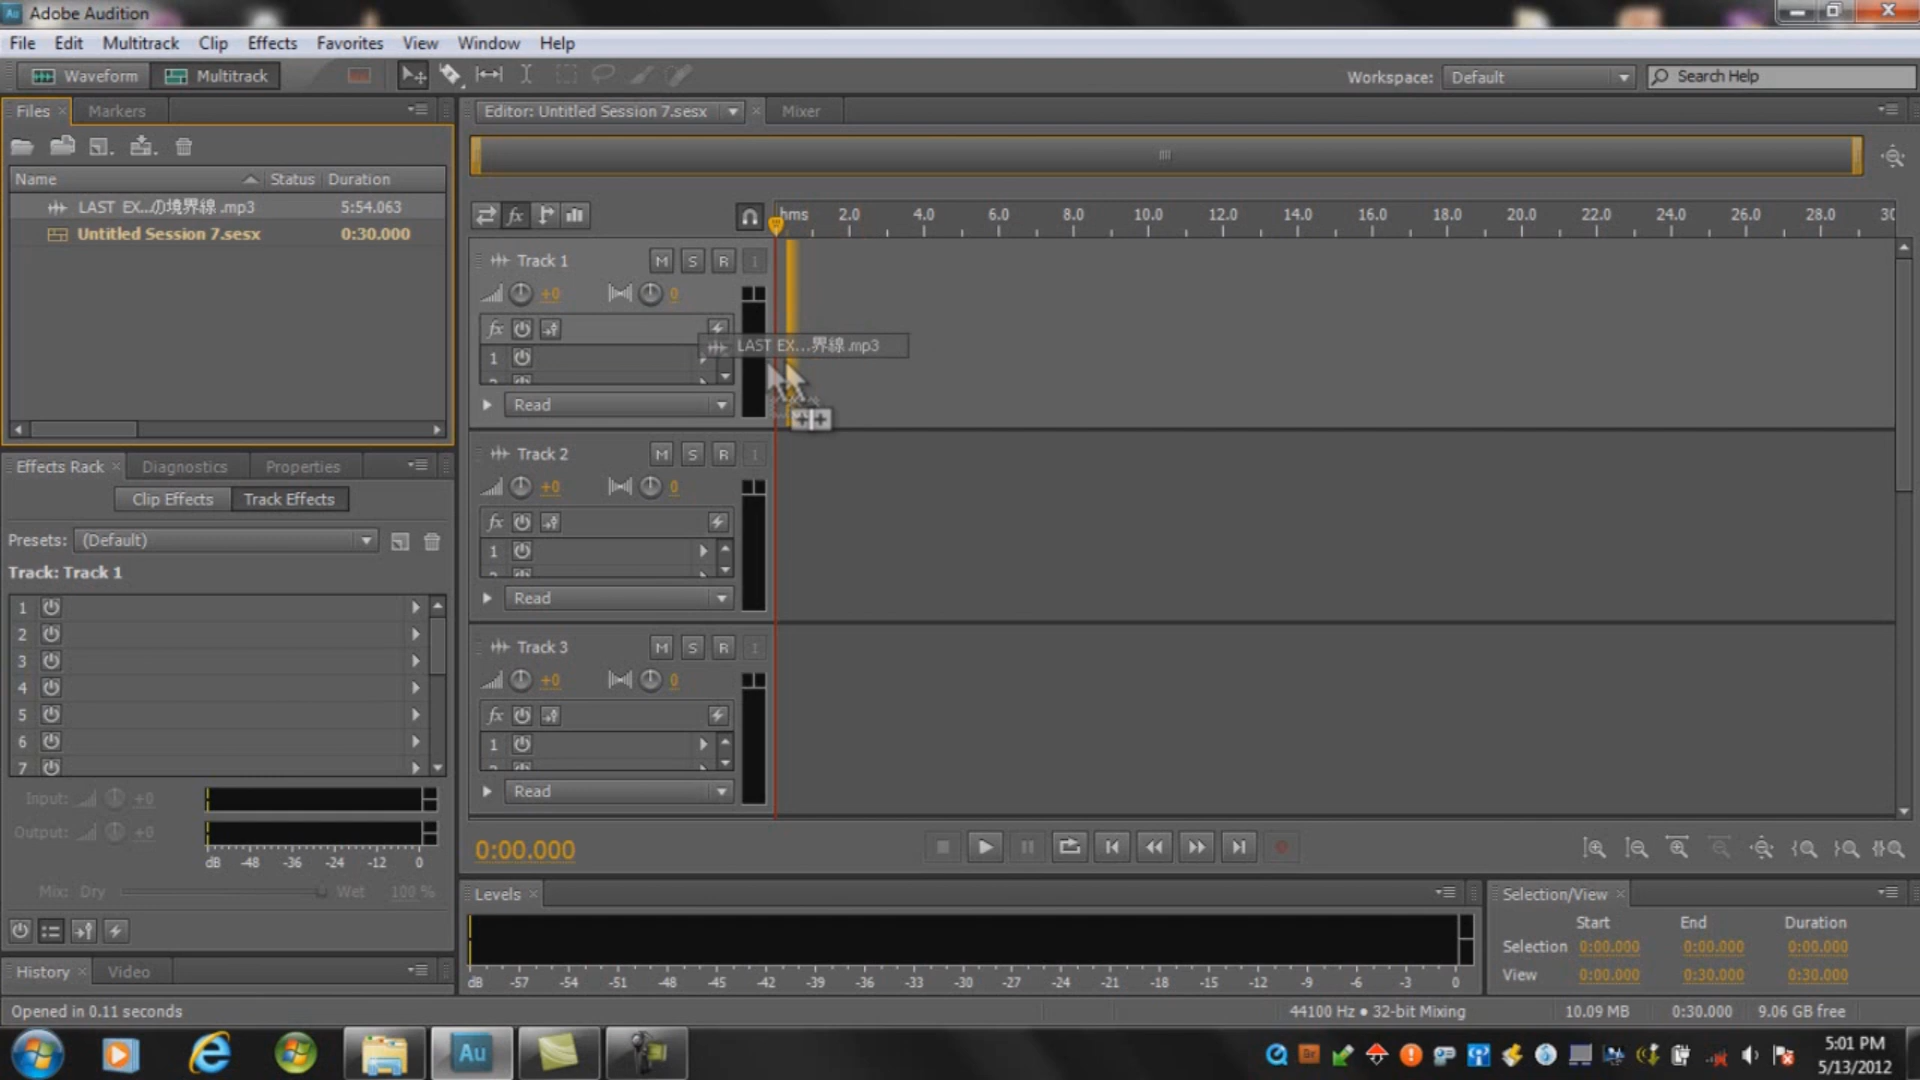 Adobe Audition
File Edit Multitrack Clip Effects Favorites View Window Help
Waveform Multitrack
Workspace: Default Search Help
Files Markers
Name Status Duration
LAST EX...の境界線.mp3 5:54.063
Untitled Session 7.sesx 0:30.000
Editor: Untitled Session 7.sesx Mixer
hms 2.0 4.0 6.0 8.0 10.0 12.0 14.0 16.0 18.0 20.0 22.0 24.0 26.0 28.0 30
Track 1 M S R I
+0 0
fx
LAST EX...界線.mp3
1
Read
Track 2 M S R I
+0 0
fx
1
Read
Track 3 M S R I
+0 0
fx
1
Read
Effects Rack Diagnostics Properties
Clip Effects Track Effects
Presets: (Default)
Track: Track 1
1
2
3
4
5
6
7
Input: +0
Output: +0
dB -48 -36 -24 -12 0
Mix: Dry Wet 100 %
History Video
0:00.000
Levels
dB -57 -54 -51 -48 -45 -42 -39 -36 -33 -30 -27 -24 -21 -18 -15 -12 -9 -6 -3 0
Selection/View
Start End Duration
Selection 0:00.000 0:00.000 0:00.000
View 0:00.000 0:30.000 0:30.000
Opened in 0.11 seconds
44100 Hz ● 32-bit Mixing 10.09 MB 0:30.000 9.06 GB free
Au
Br
5:01 PM
5/13/2012